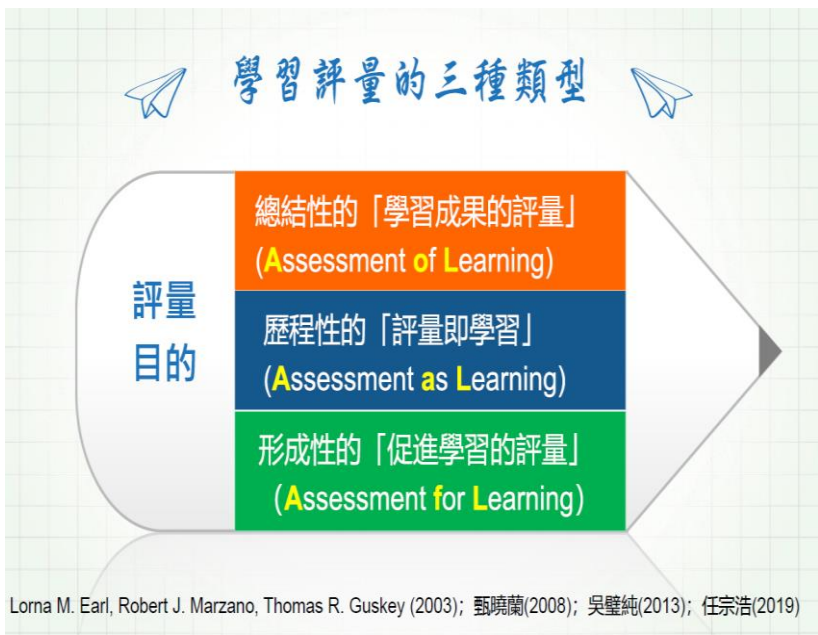 學習評量的三種類型
評量
目的
總結性的「學習成果的評量」
(Assessment of Learning)
歷程性的「評量即學習」
(Assessment as Learning)
形成性的「促進學習的評量」
(Assessment for Learning)
Lorna M. Earl, Robert J. Marzano, Thomas R. Guskey (2003)；甄曉蘭(2008)；吳璧純(2013)；任宗浩(2019)